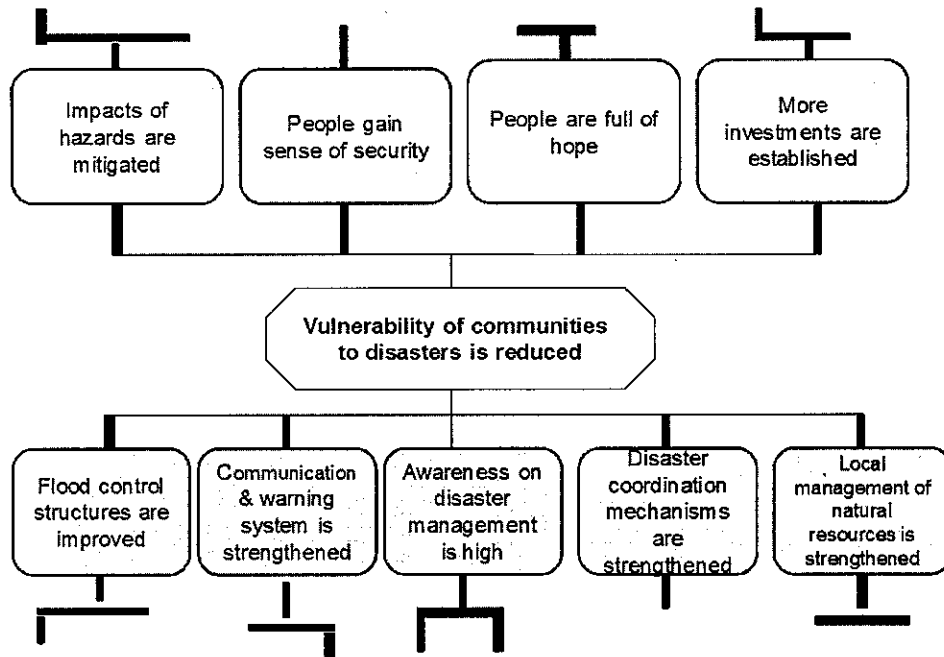 Impacts of
hazards are
mitigated
People gain
sense of security
People are full of
hope
More
investments are
established
Vulnerability of communities
to disasters is reduced
Flood control
structures are
improved
Communication
& warning
system is
strengthened
Awareness on
disaster
management
is high
Disaster
coordination
mechanisms
are
strengthened
Local
management of
natural
resources is
strengthened